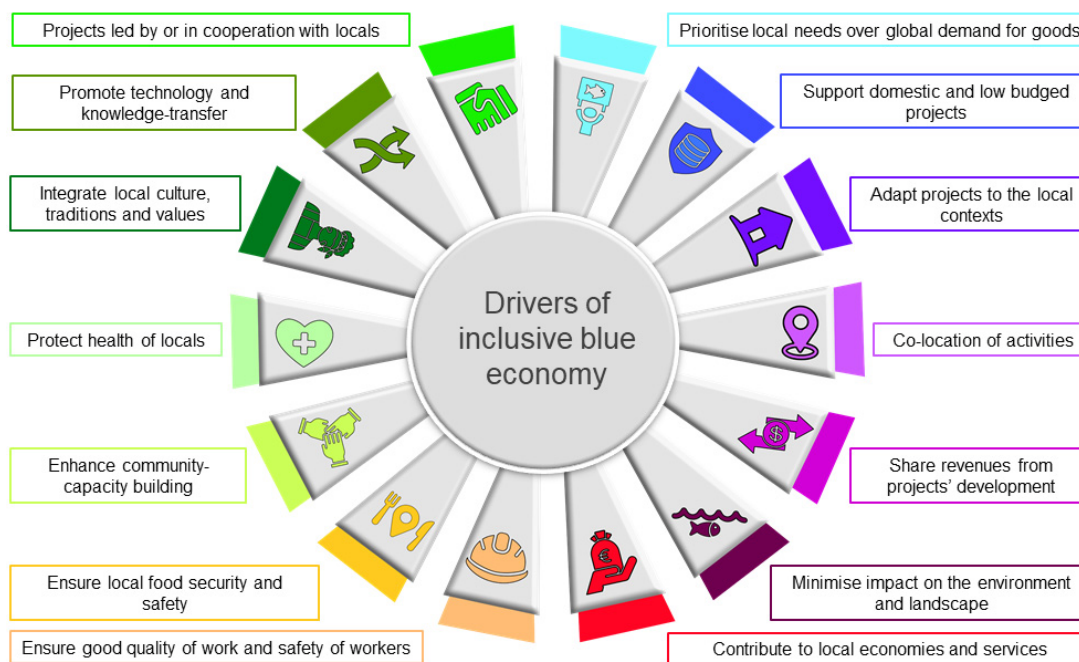 Projects led by or in cooperation with locals
Prioritise local needs over global demand for goods
Promote technology and
knowledge-transfer
Support domestic and low budged
projects
Integrate local culture,
traditions and values
Adapt projects to the local
contexts
Drivers of
inclusive blue
economy
Protect health of locals
Co-location of activities
Enhance community-
capacity building
Share revenues from
projects’ development
Ensure local food security and
safety
Minimise impact on the environment
and landscape
Ensure good quality of work and safety of workers
Contribute to local economies and services
$
€